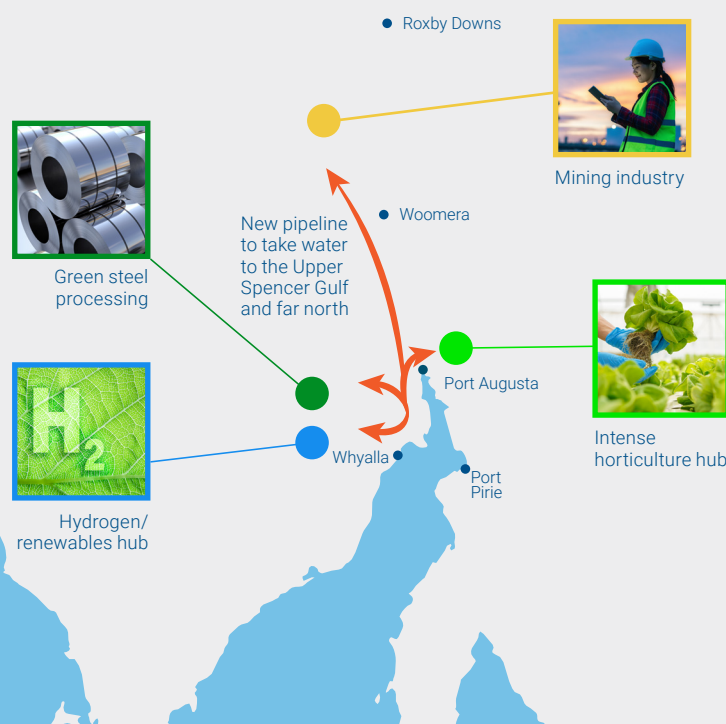 Roxby Downs
Mining industry
Woomera
New pipeline
to take water
to the Upper
Spencer Gulf
and far north
Green steel
processing
Port Augusta
H2
Whyalla
Port
Pirie
Intense
horticulture hub
Hydrogen/
renewables hub